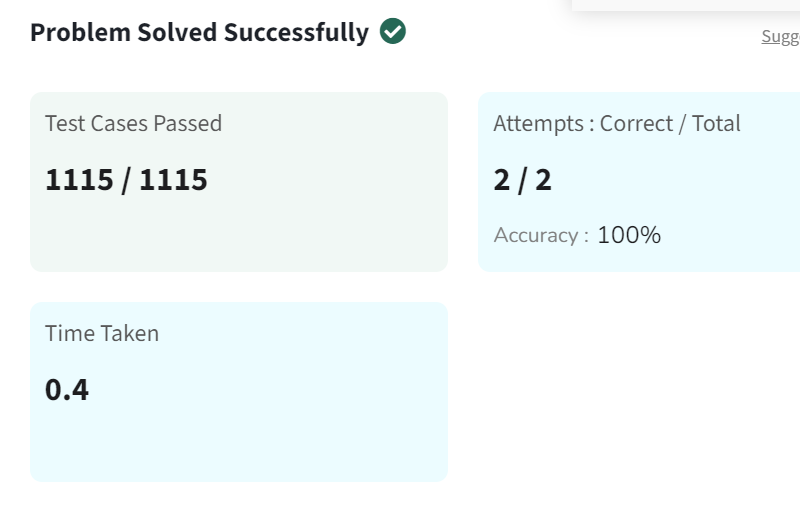 Problem Solved Successfully
Test Cases Passed
1115 / 1115
Attempts : Correct / Total
2 / 2
Accuracy : 100%
Time Taken
0.4